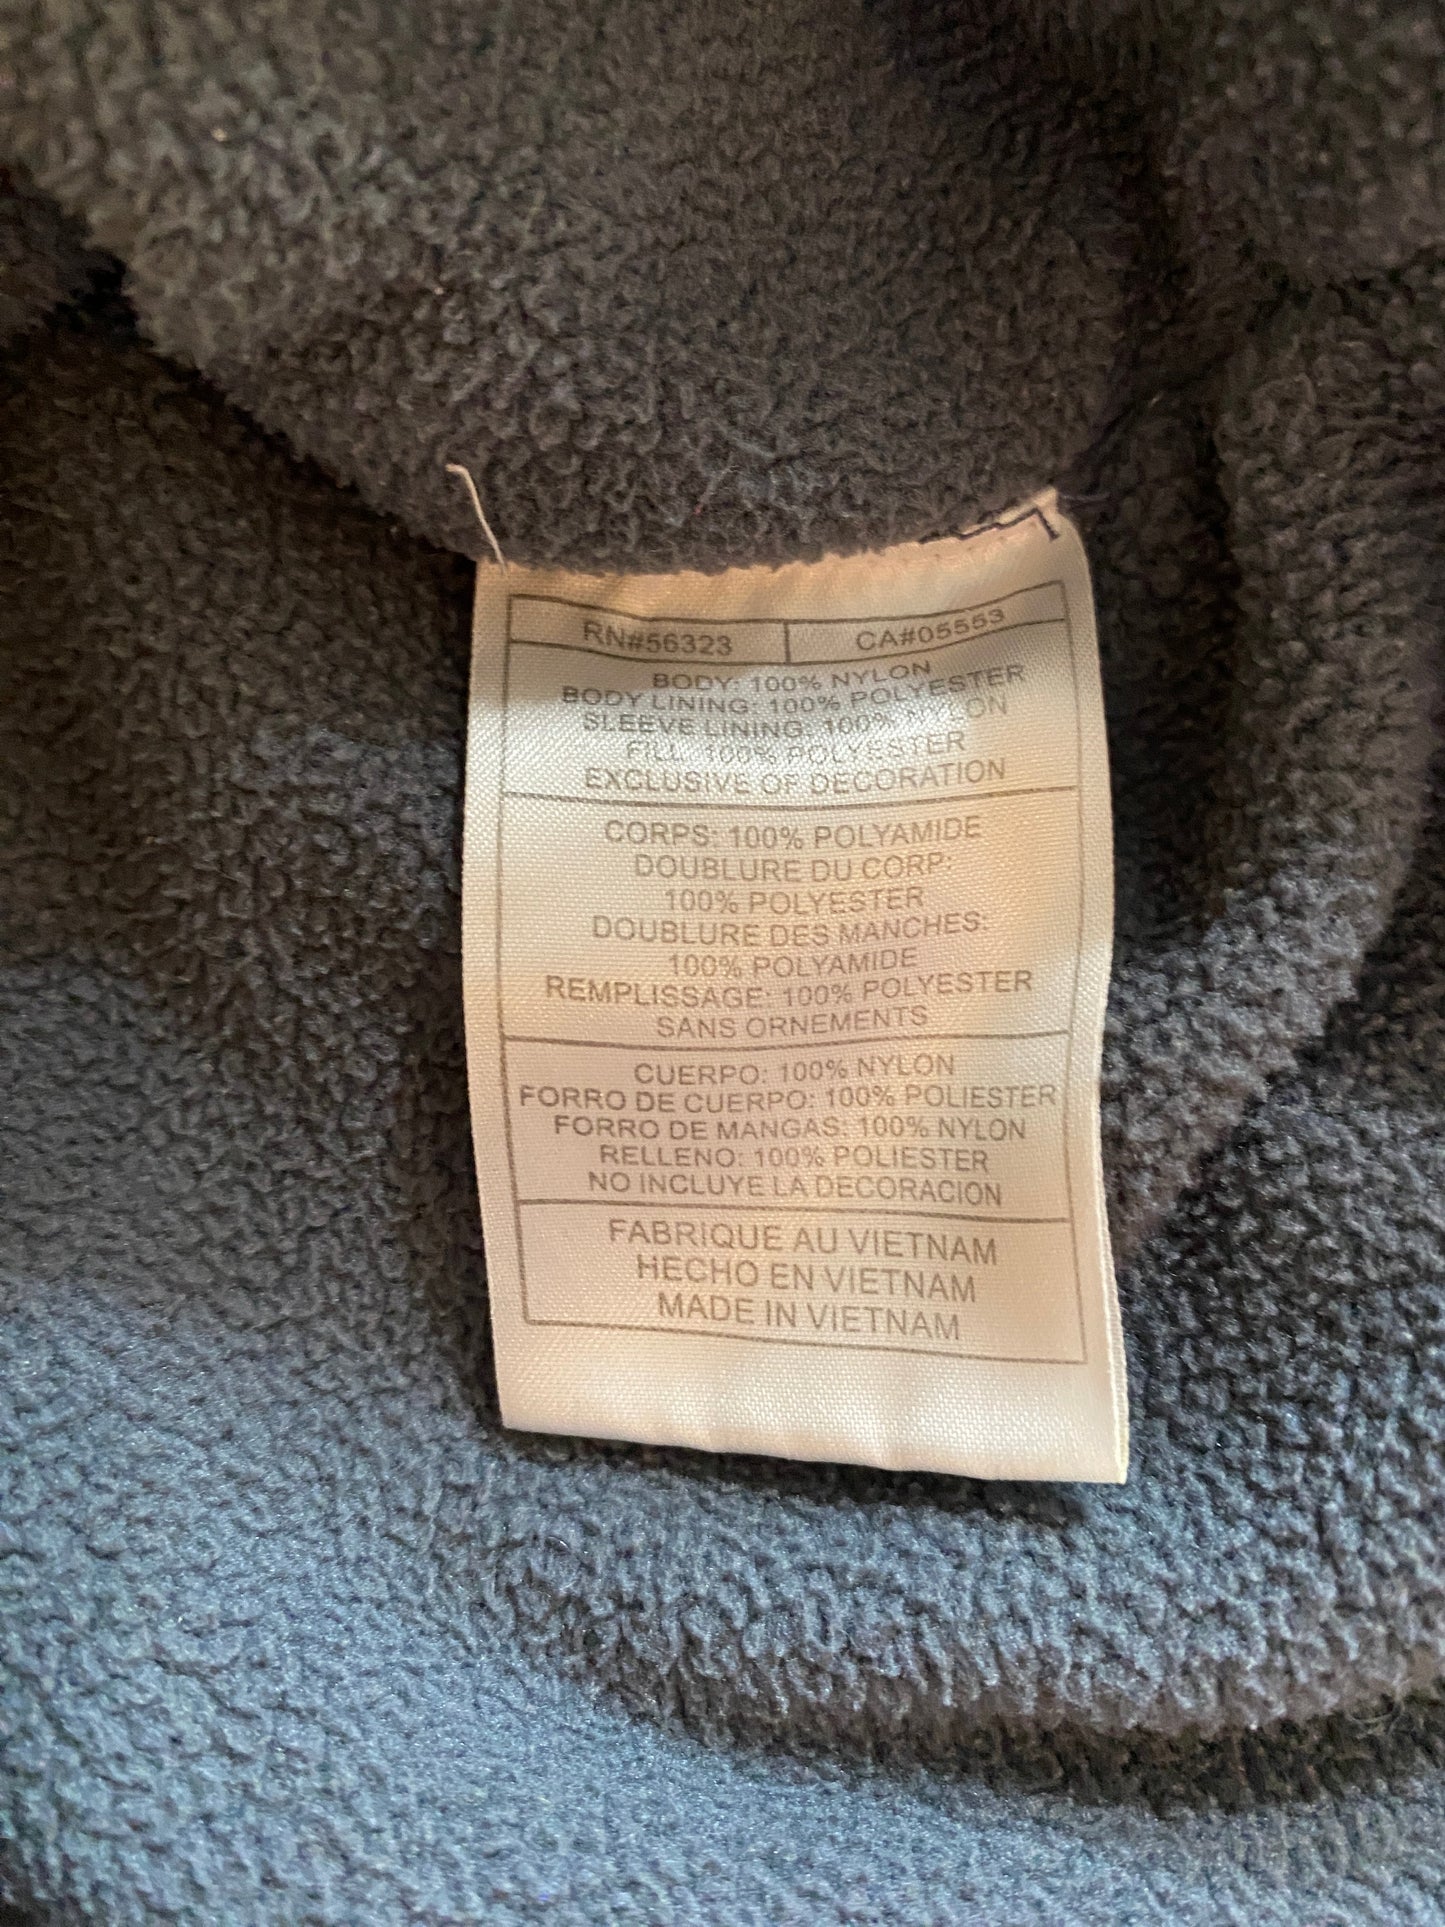 RN#56323 CA#05553
BODY: 100% NYLON
BODY LINING: 100% POLYESTER
SLEEVE LINING: 100% NYLON
FILL: 100% POLYESTER
EXCLUSIVE OF DECORATION
CORPS: 100% POLYAMIDE
DOUBLURE DU CORP:
100% POLYESTER
DOUBLURE DES MANCHES:
100% POLYAMIDE
REMPLISSAGE: 100% POLYESTER
SANS ORNEMENTS
CUERPO: 100% NYLON
FORRO DE CUERPO: 100% POLIESTER
FORRO DE MANGAS: 100% NYLON
RELLENO: 100% POLIESTER
NO INCLUYE LA DECORACION
FABRIQUE AU VIETNAM
HECHO EN VIETNAM
MADE IN VIETNAM